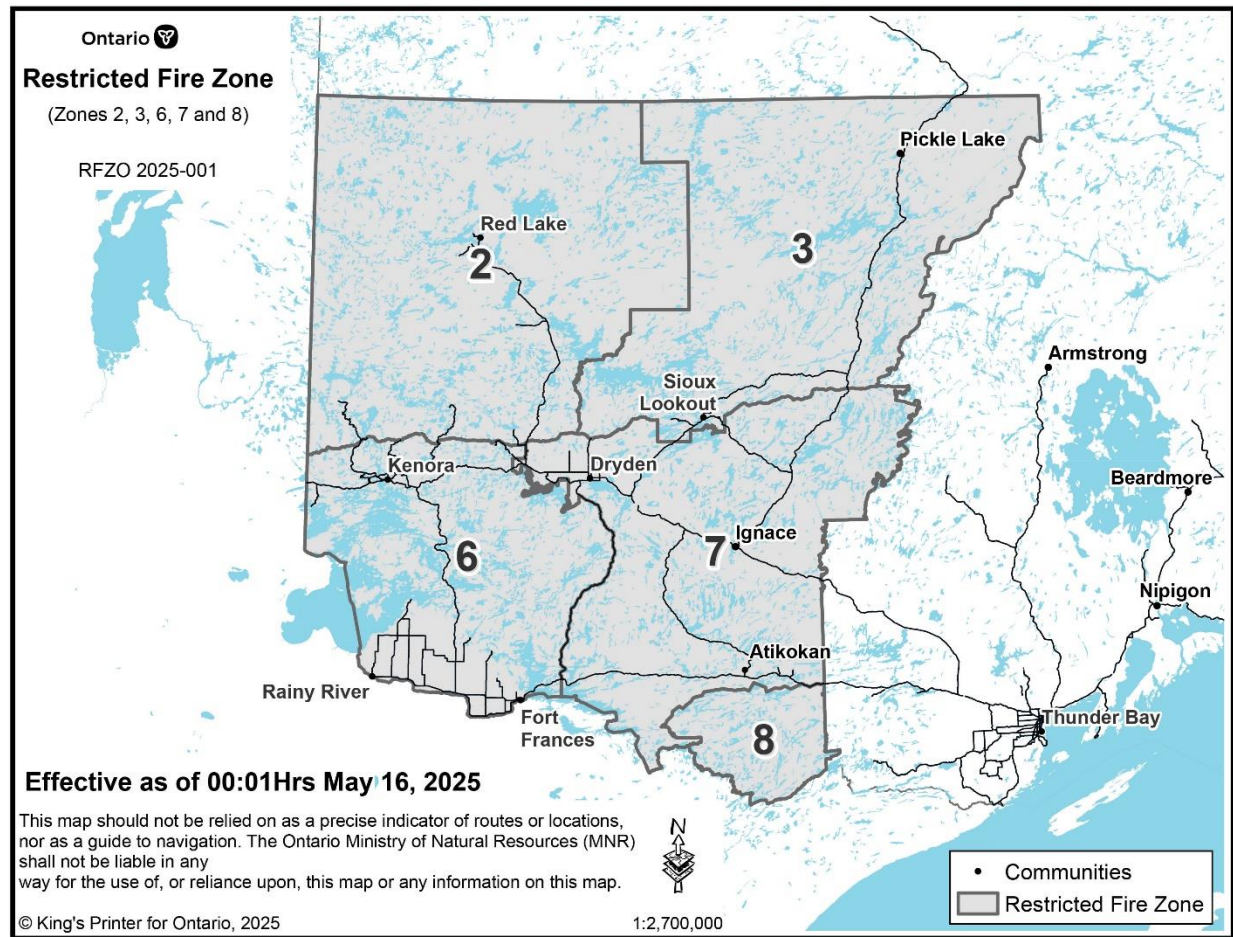 Ontario
Restricted Fire Zone
(Zones 2, 3, 6, 7 and 8)
RFZO 2025-001
Pickle Lake
Red Lake
2
3
Armstrong
Sioux
Lookout
Kenora
Dryden
Beardmore
Ignace
6
7
Nipigon
Atikokan
Rainy River
Fort
Frances
Thunder Bay
8
Effective as of 00:01Hrs May 16, 2025
This map should not be relied on as a precise indicator of routes or locations,
nor as a guide to navigation. The Ontario Ministry of Natural Resources (MNR)
shall not be liable in any
way for the use of, or reliance upon, this map or any information on this map.
N
Communities
Restricted Fire Zone
© King's Printer for Ontario, 2025
1:2,700,000